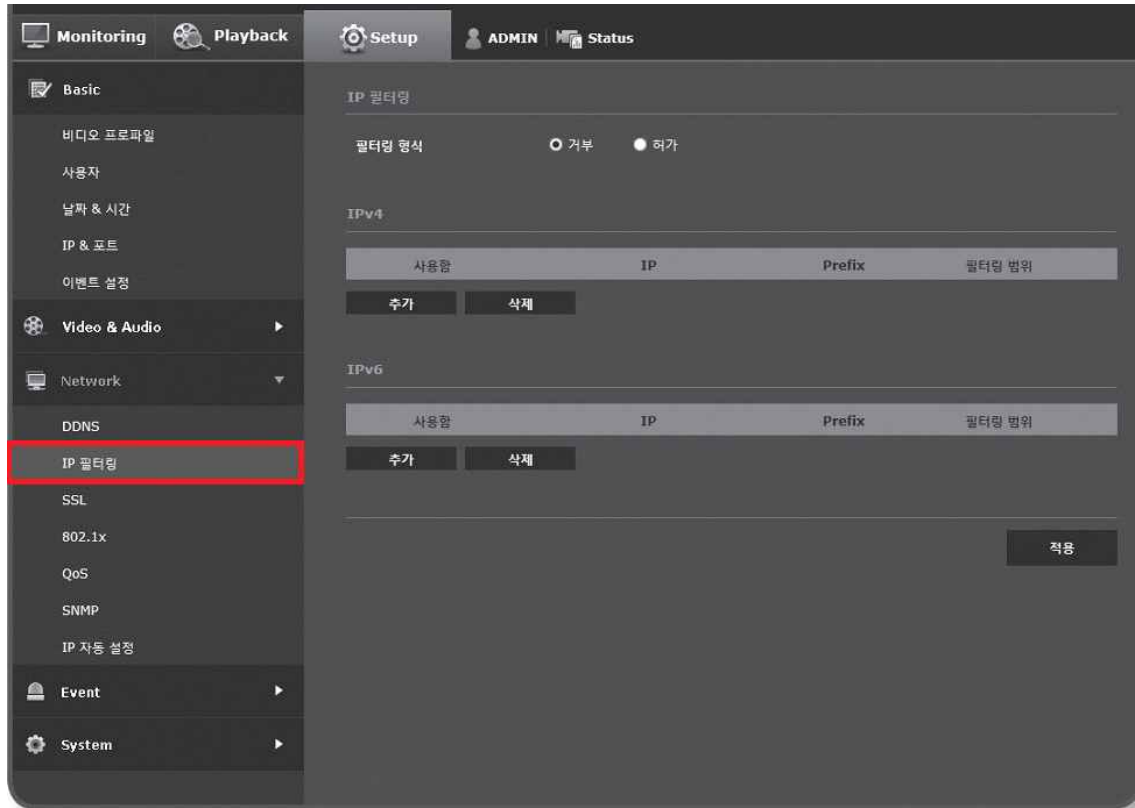 Monitoring Playback Setup ADMIN Status
Basic
비디오 프로파일
사용자
날짜 & 시간
IP & 포트
이벤트 설정
Video & Audio
Network
DDNS
IP 필터링
SSL
802.1x
QoS
SNMP
IP 자동 설정
Event
System
IP 필터링
필터링 형식 거부 허가
IPv4
사용함 IP Prefix 필터링 범위
추가 삭제
IPv6
사용함 IP Prefix 필터링 범위
추가 삭제
적용